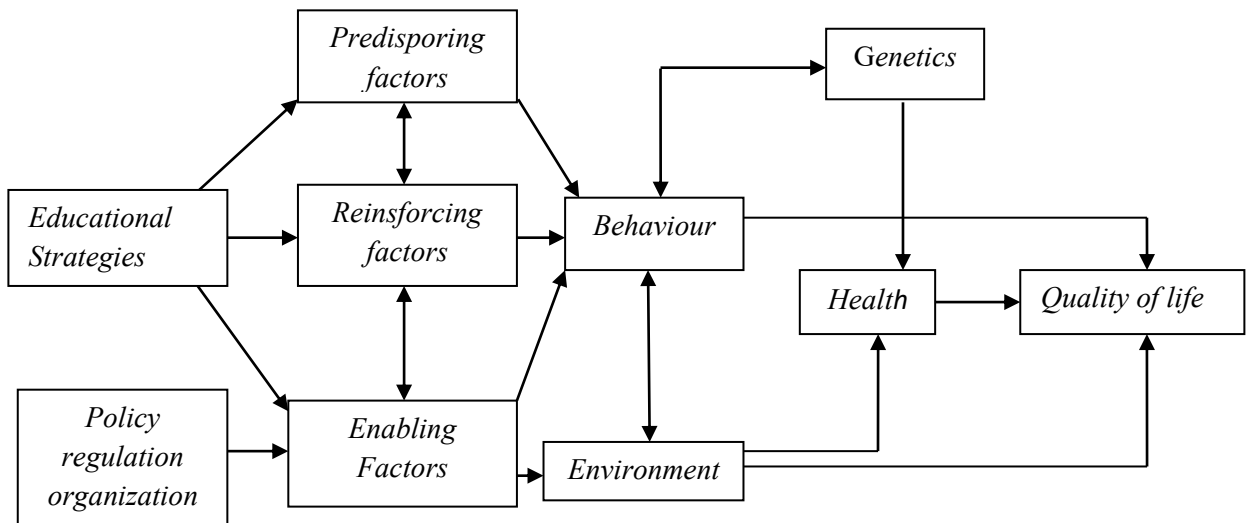 Predisporing
factors
Genetics
Educational
Strategies
Reinsforcing
factors
Behaviour
Health
Quality of life
Policy
regulation
organization
Enabling
Factors
Environment